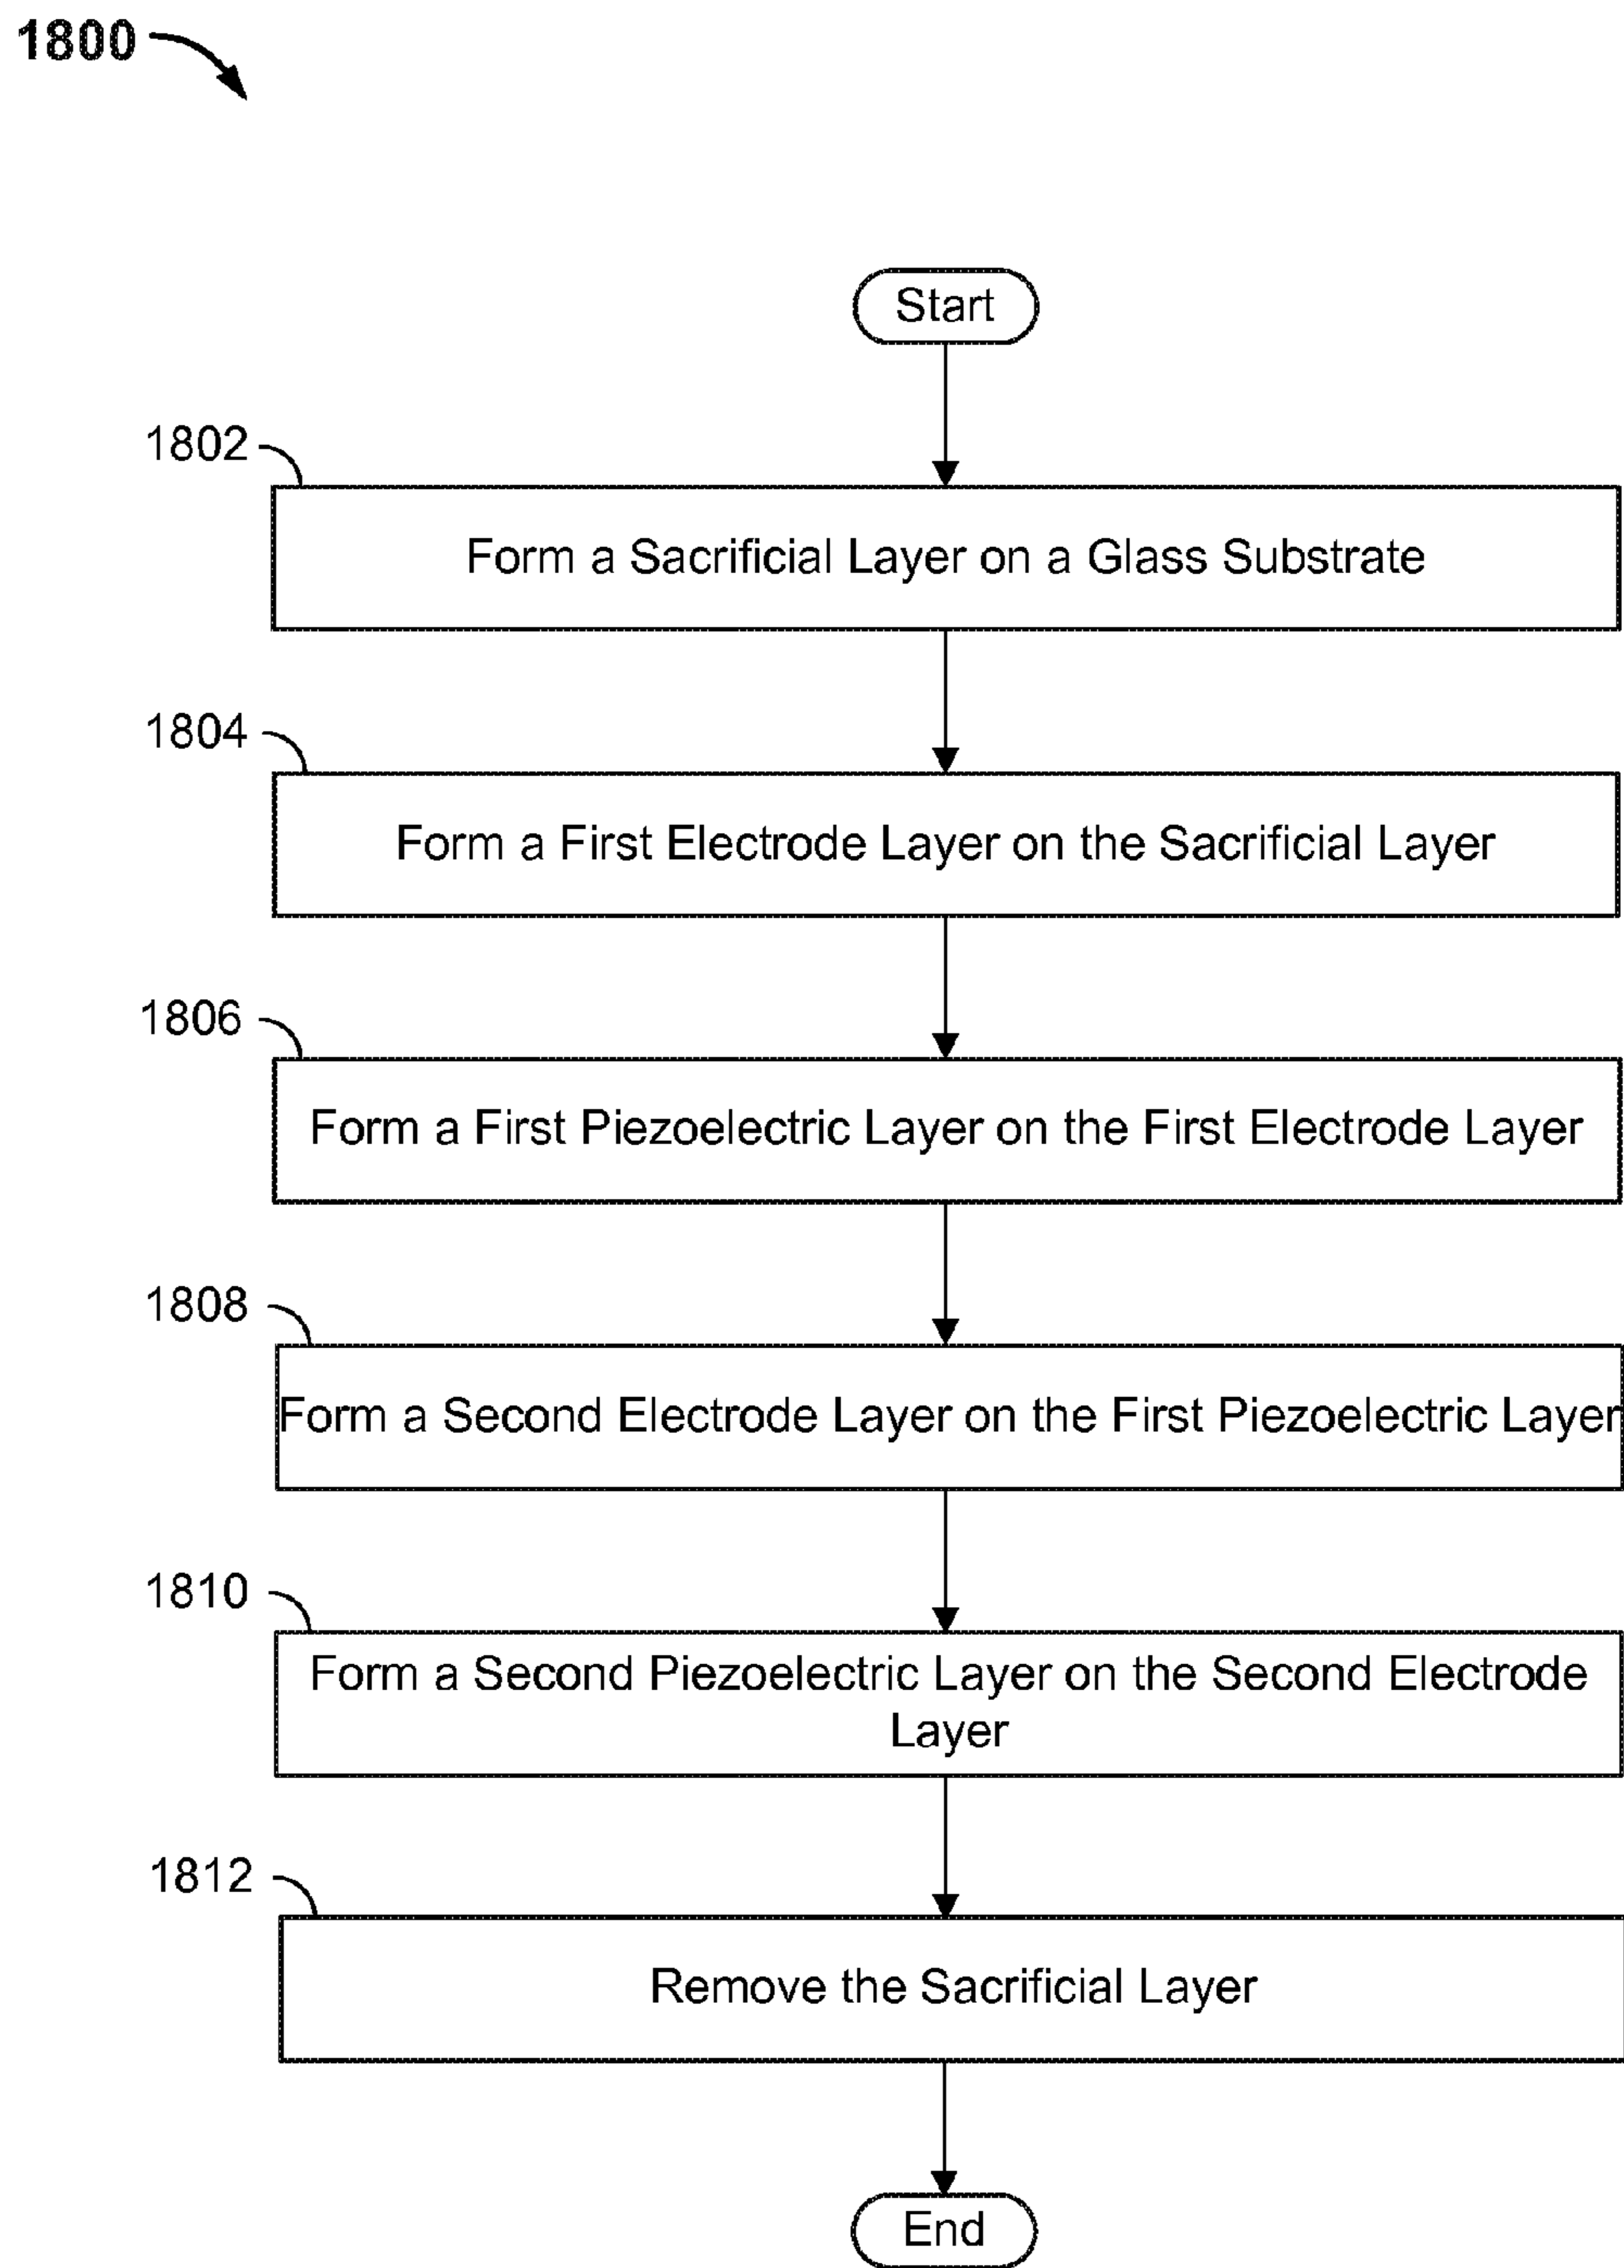 1800
Start
1802
Form a Sacrificial Layer on a Glass Substrate
1804
Form a First Electrode Layer on the Sacrificial Layer
1806
Form a First Piezoelectric Layer on the First Electrode Layer
1808
Form a Second Electrode Layer on the First Piezoelectric Layer
1810
Form a Second Piezoelectric Layer on the Second Electrode
Layer
1812
Remove the Sacrificial Layer
End